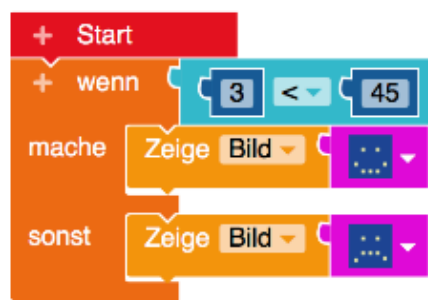 + Start
+ wenn 3 < 45
mache Zeige Bild
sonst Zeige Bild